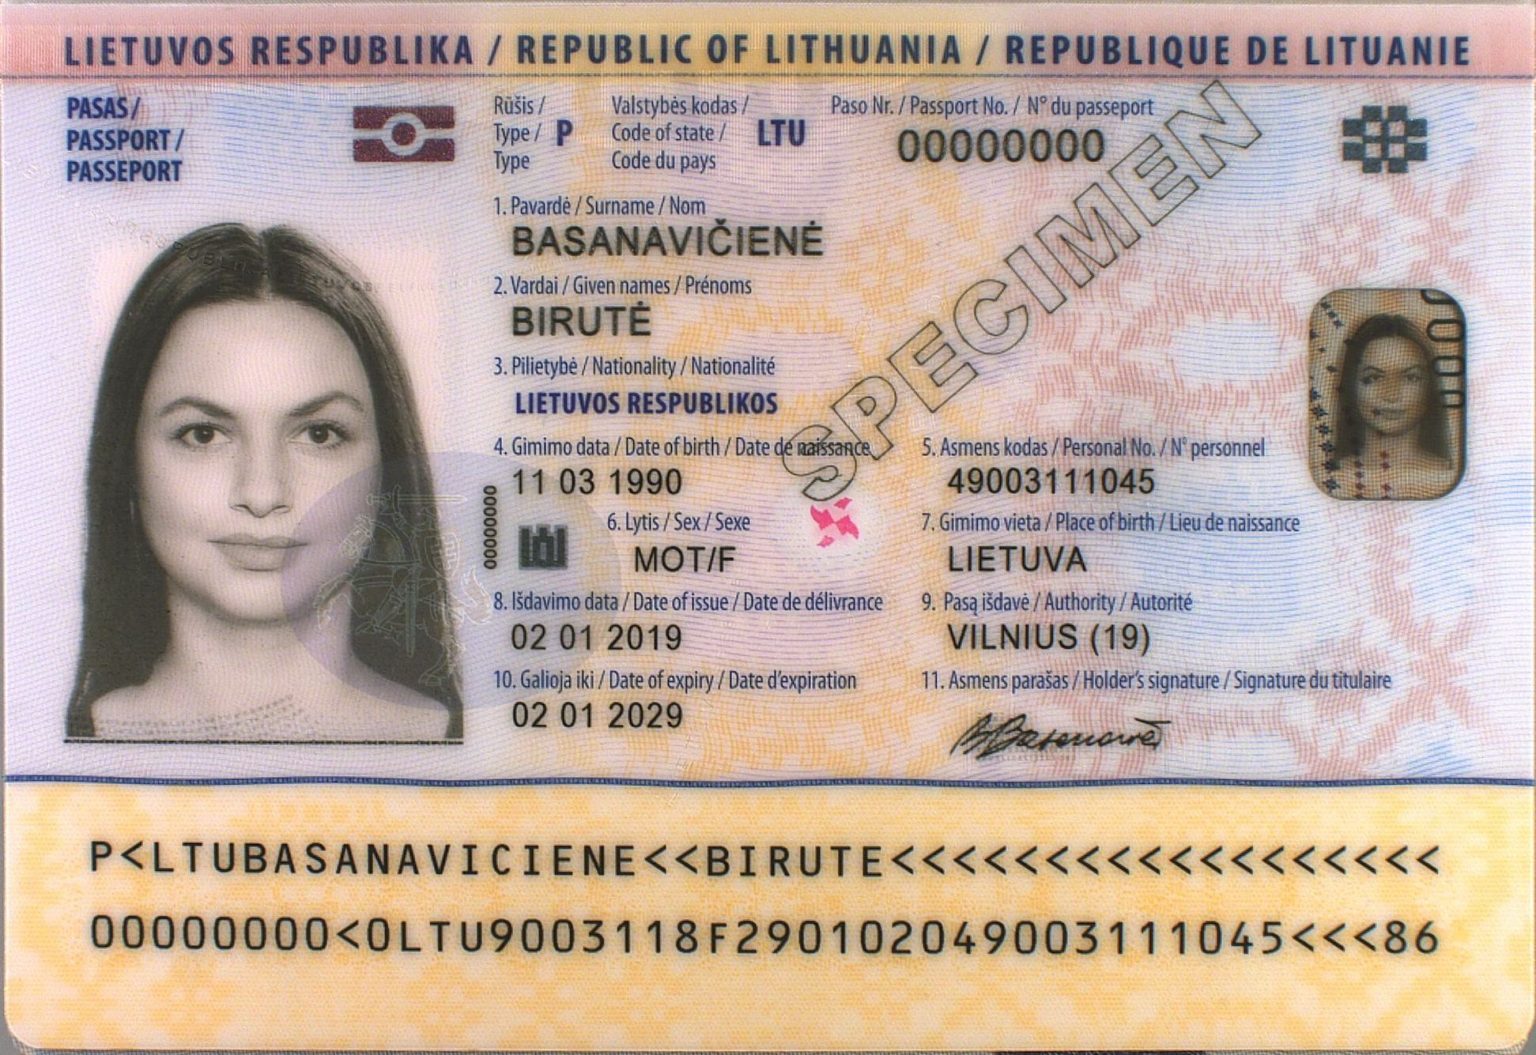 LIETUVOS RESPUBLIKA / REPUBLIC OF LITHUANIA / REPUBLIQUE DE LITUANIE
PASAS/
PASSPORT/
PASSEPORT
Rūšis /
Type / P
Type
Valstybės kodas /
Code of state / LTU
Code du pays
Paso Nr. / Passport No. / N° du passeport
00000000
1. Pavardė / Surname / Nom
BASANAVIČIENĖ
2. Vardai / Given names / Prénoms
BIRUTĖ
3. Pilietybė / Nationality / Nationalité
LIETUVOS RESPUBLIKOS
SPECIMEN
4. Gimimo data / Date of birth / Date de naissance
11 03 1990
5. Asmens kodas / Personal No. / N° personnel
49003111045
00000000
6. Lytis / Sex / Sexe
MOT/F
7. Gimimo vieta / Place of birth / Lieu de naissance
LIETUVA
8. Išdavimo data / Date of issue / Date de délivrance
02 01 2019
9. Pasą išdavė / Authority / Autorité
VILNIUS (19)
10. Galioja iki / Date of expiry / Date d'expiration
02 01 2029
11. Asmens parašas / Holder's signature / Signature du titulaire
P<LTUBASANAVICIENE<<BIRUTE<<<<<<<<<<<<<<<<<<
00000000<0LTU9003118F290102049003111045<<<86